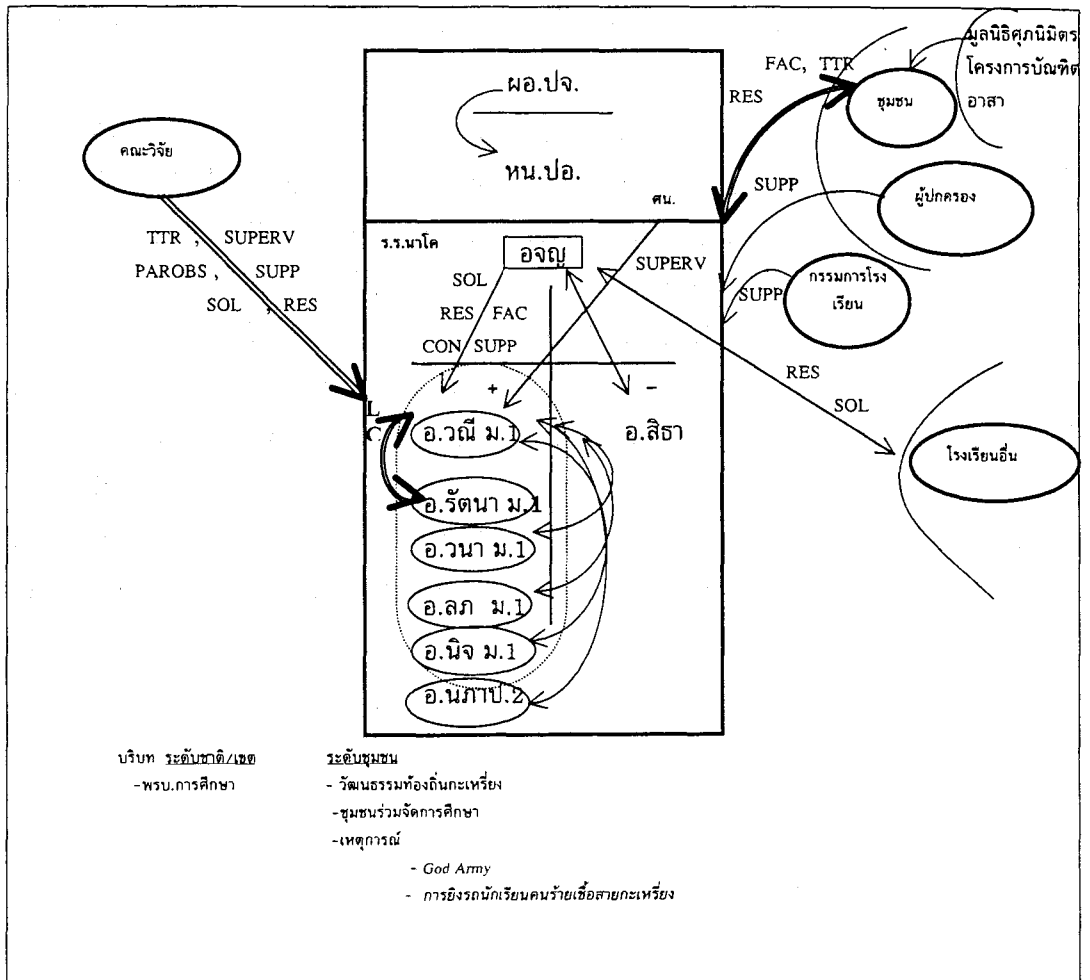 มูลนิธิศุภนิมิตร
โครงการบัณฑิต
อาสา
FAC, TTR
RES
ชุมชน
ผอ.ปจ.
หน.ปอ.
ศน.
คณะวิจัย
SUPP
ผู้ปกครอง
TTR , SUPERV
PAROBS , SUPP
SOL , RES
ร.ร.นาโค
อจญ
SUPERV
SOL
RES FAC
CON SUPP
SUPP
กรรมการโรง
เรียน
RES
SOL
+
-
L
C
อ.วณี ม.1
อ.สิธา
โรงเรียนอื่น
อ.รัตนา ม.1
อ.วนา ม.1
อ.ลภ ม.1
อ.นิจ ม.1
อ.นภาป.2
บริบท ระดับชาติ/เขต
-พรบ.การศึกษา
ระดับชุมชน
- วัฒนธรรมท้องถิ่นกะเหรี่ยง
-ชุมชนร่วมจัดการศึกษา
-เหตุการณ์
- God Army
- การยิงรถนักเรียนคนร้ายเชื้อสายกะเหรี่ยง